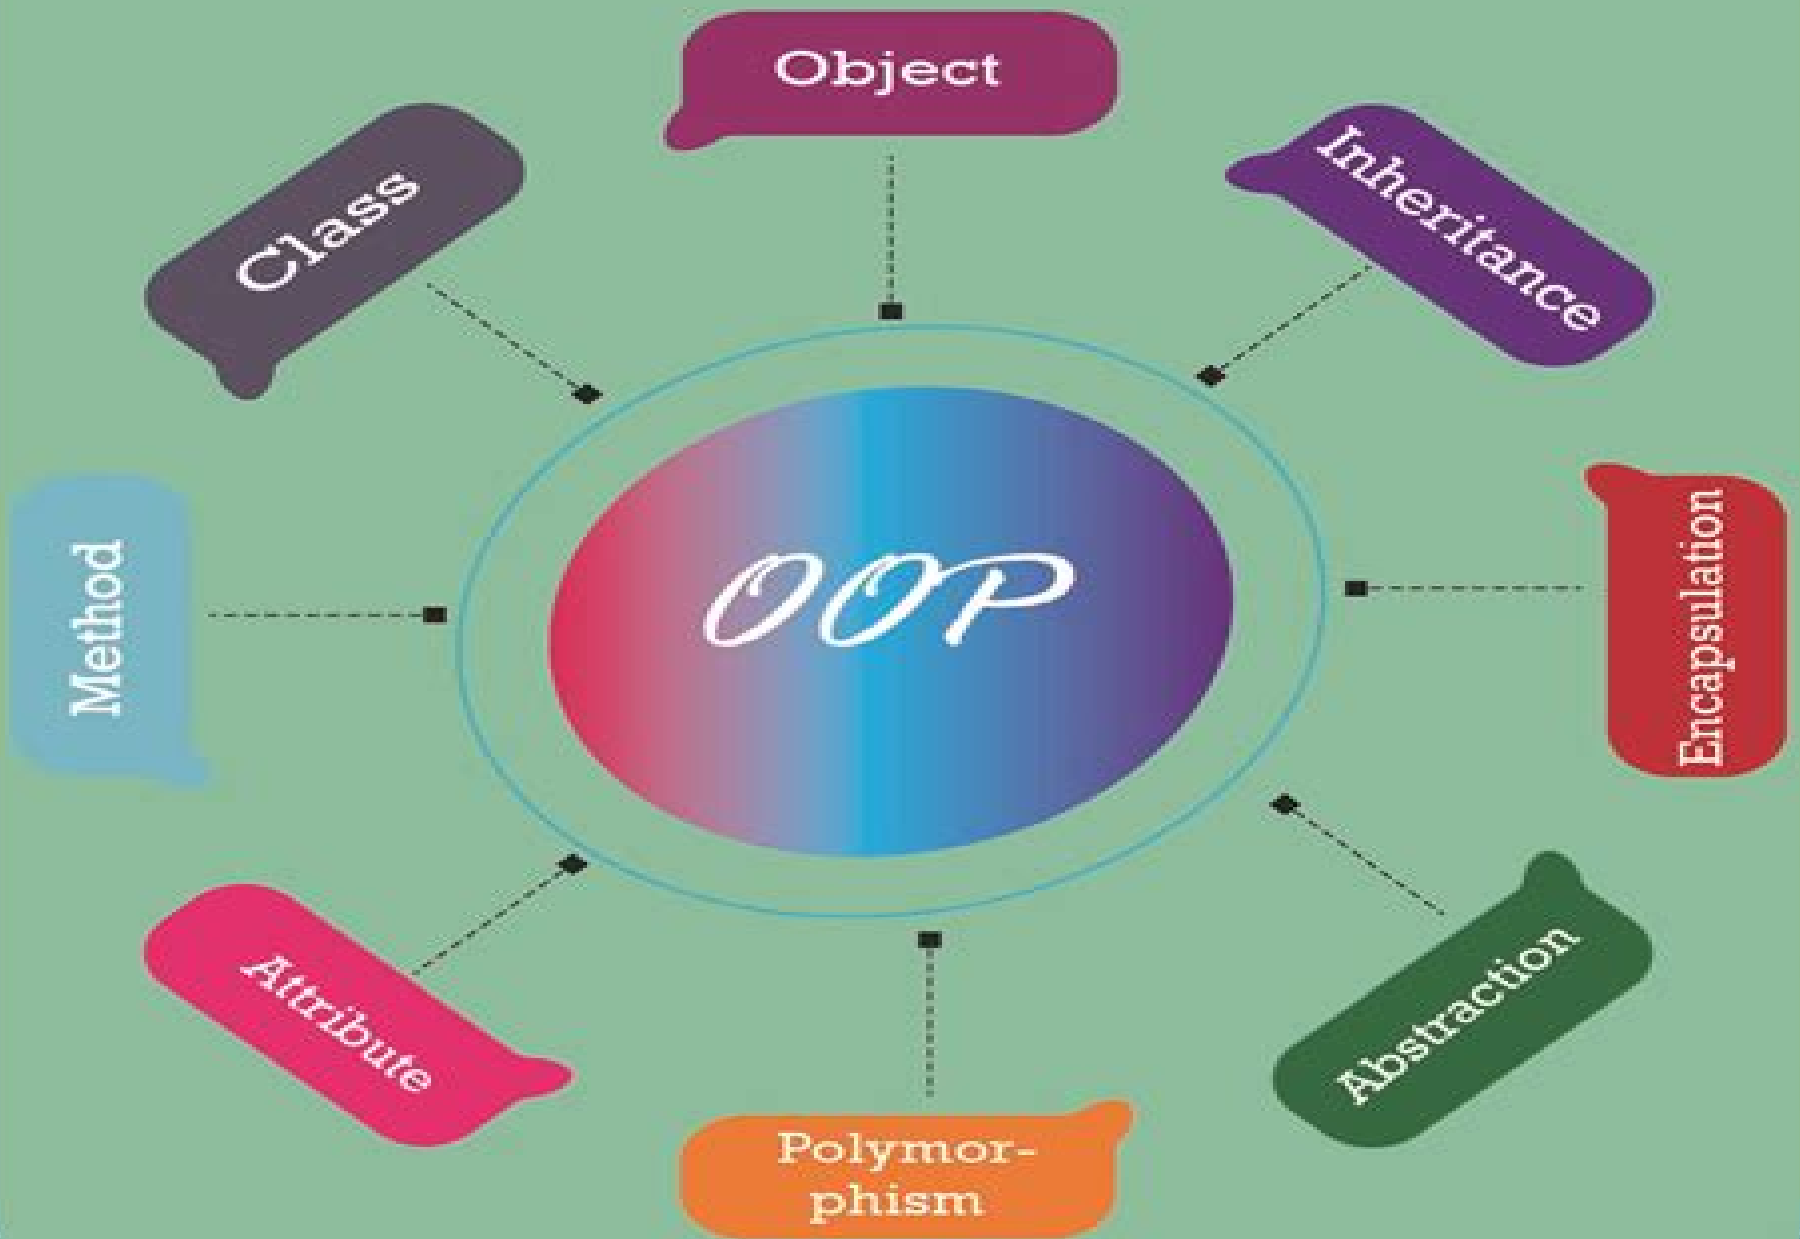 Object
Class
Inheritance
OOP
Method
Encapsulation
Attribute
Abstraction
Polymor-
phism